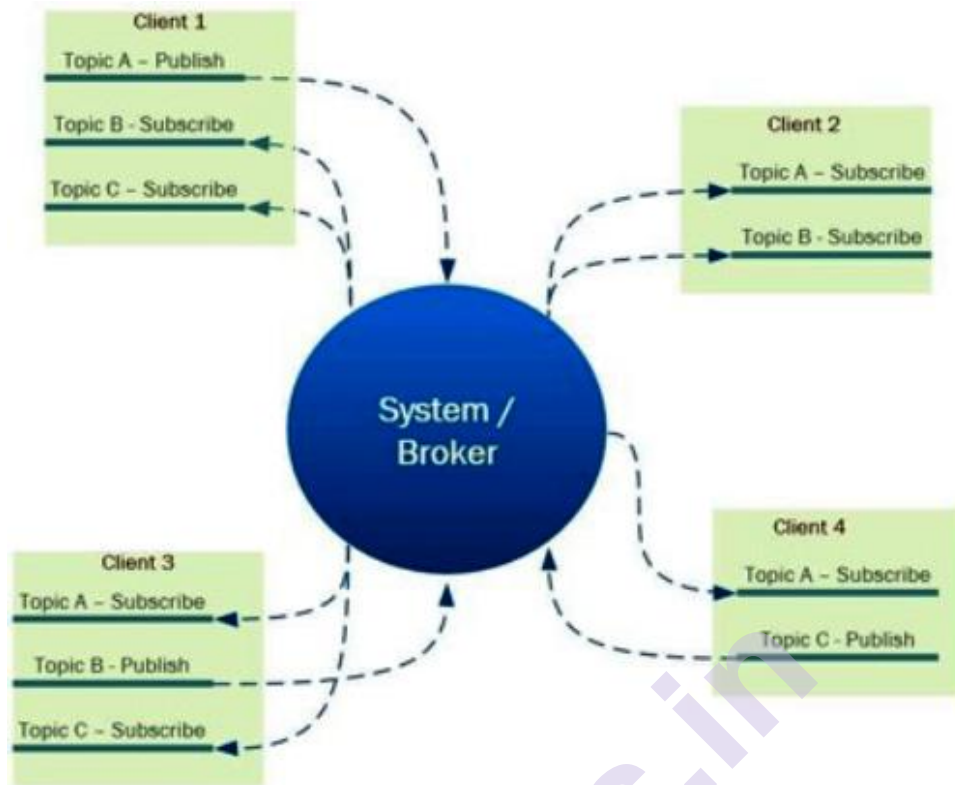 Client 1
Topic A – Publish
Topic B - Subscribe
Topic C – Subscribe
Client 2
Topic A – Subscribe
Topic B - Subscribe
System /
Broker
Client 3
Topic A – Subscribe
Topic B - Publish
Topic C – Subscribe
Client 4
Topic A – Subscribe
Topic C - Publish